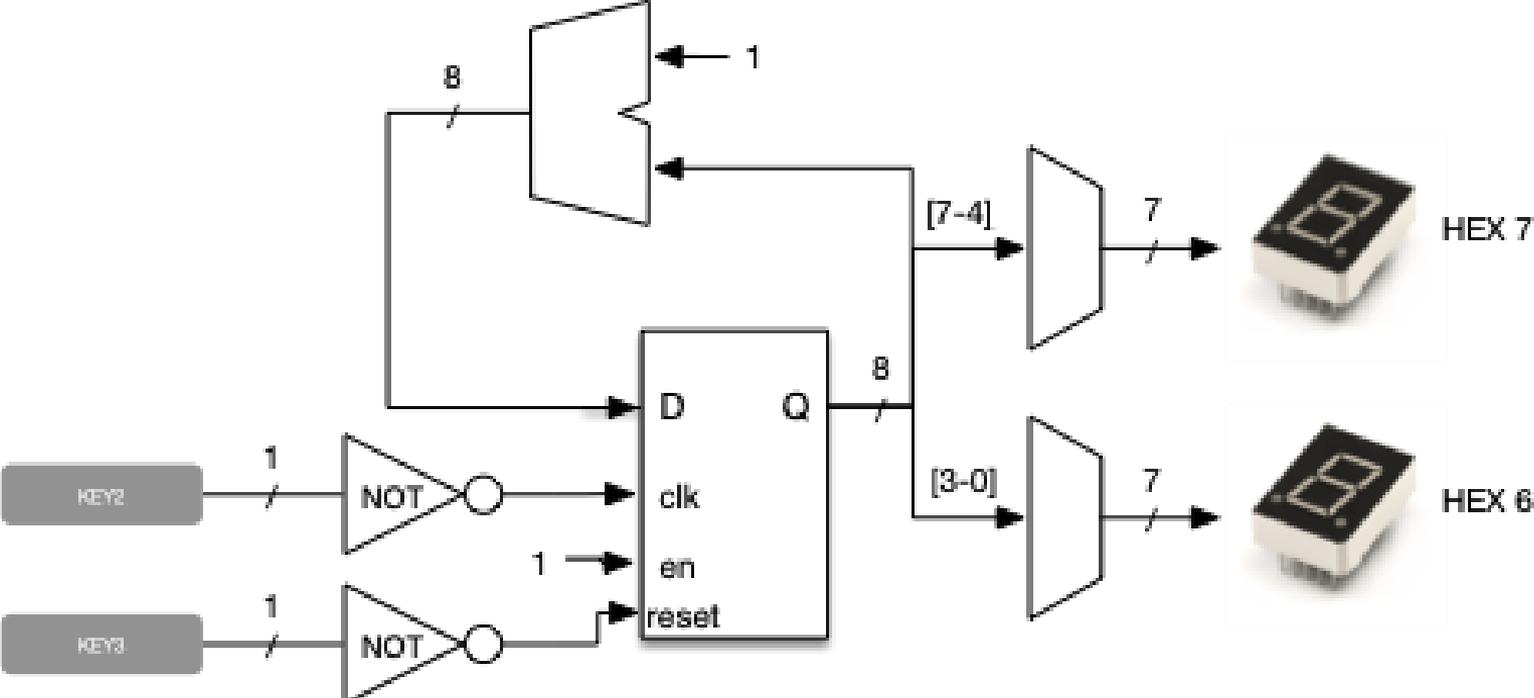 1
8
[7-4]
7
HEX 7
8
D
Q
1
KEY2
NOT
clk
[3-0]
7
HEX 6
1
en
1
KEY3
NOT
reset